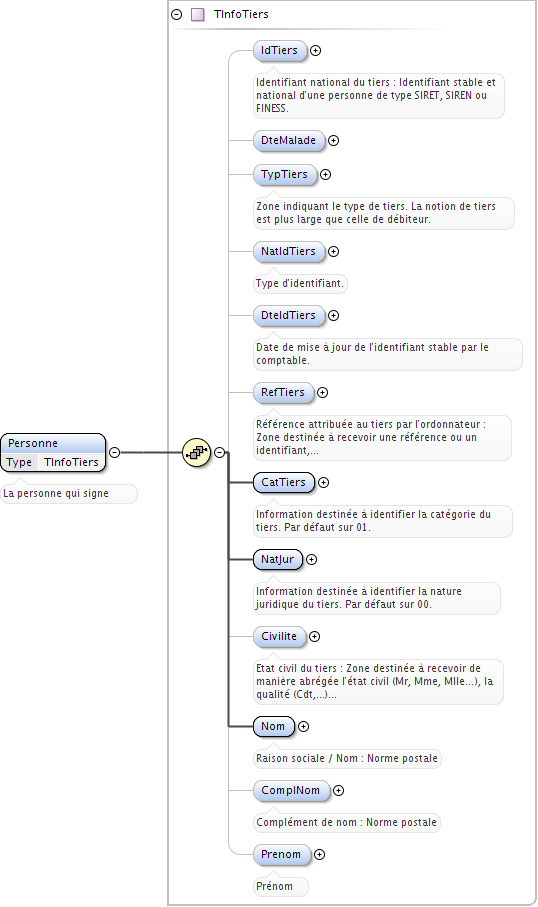 TInfoTiers
IdTiers
Identifiant national du tiers : Identifiant stable et
national d'une personne de type SIRET, SIREN ou
FINESS.
DteMalade
TypTiers
Zone indiquant le type de tiers. La notion de tiers
est plus large que celle de débiteur.
NatIdTiers
Type d'identifiant.
DteIdTiers
Date de mise à jour de l'identifiant stable par le
comptable.
RefTiers
Référence attribuée au tiers par l'ordonnateur :
Zone destinée à recevoir une référence ou un
identifiant,...
Personne
Type TInfoTiers
La personne qui signe
CatTiers
Information destinée à identifier la catégorie du
tiers. Par défaut sur 01.
NatJur
Information destinée à identifier la nature
juridique du tiers. Par défaut sur 00.
Civilite
Etat civil du tiers : Zone destinée à recevoir de
manière abrégée l'état civil (Mr, Mme, Mlle...), la
qualité (Cdt,...)...
Nom
Raison sociale / Nom : Norme postale
ComplNom
Complément de nom : Norme postale
Prenom
Prénom